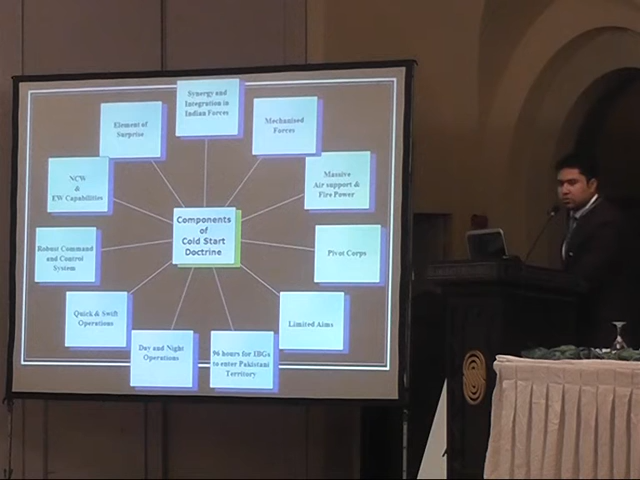 Synergy and
Integration in
Indian Forces
Element of
Surprise
Mechanised
Forces
NCW
&
EW Capabilities
Massive
Air support &
Fire Power
Components
of
Cold Start
Doctrine
Robust Command
and Control
System
Pivot Corps
Quick & Swift
Operations
Limited Aims
Day and Night
Operations
96 hours for IBGs
to enter Pakistani
Territory